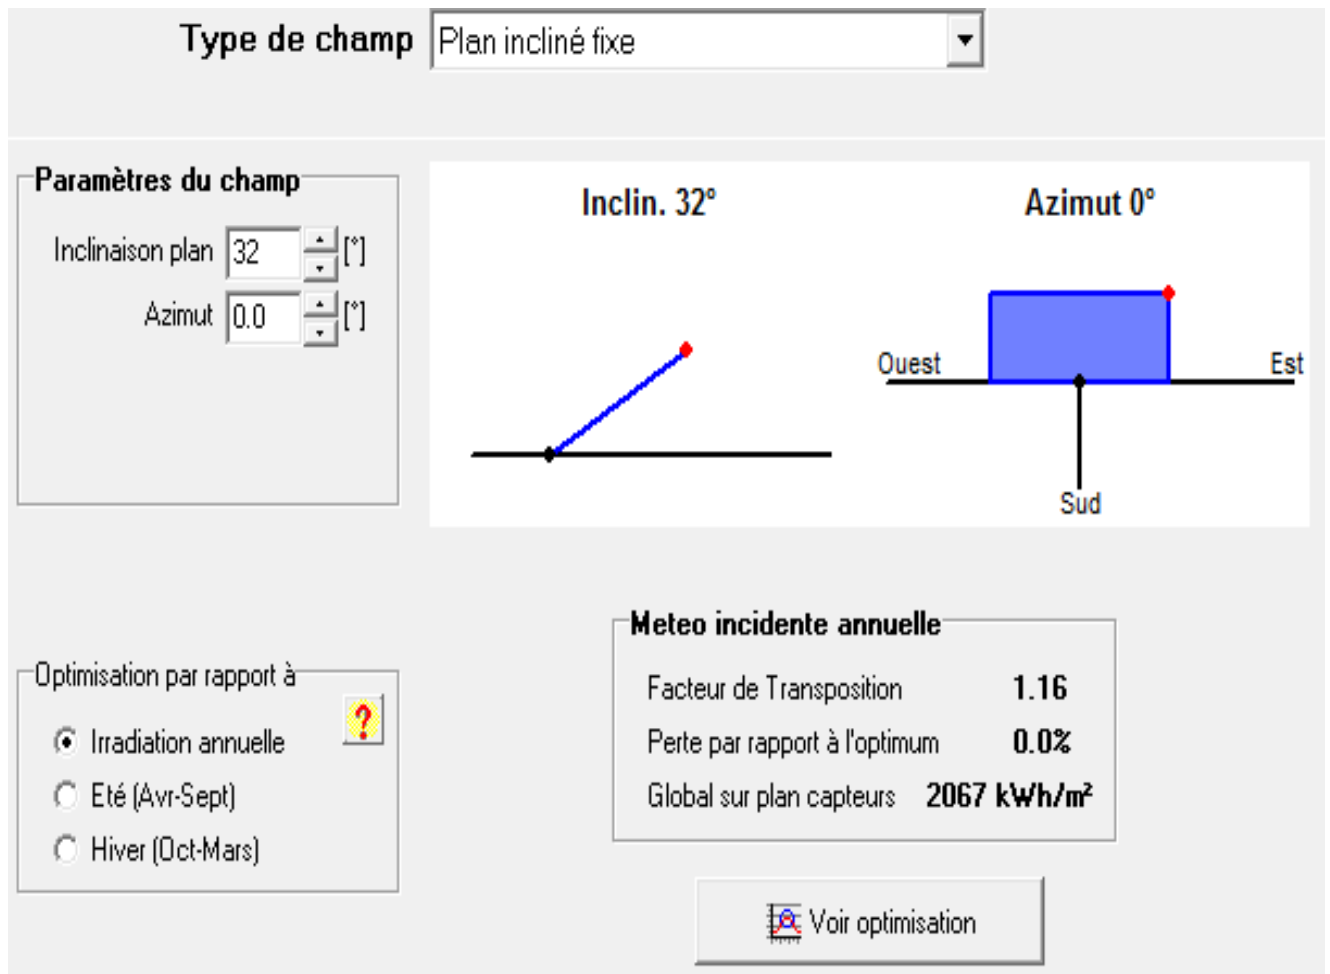 Type de champ Plan incliné fixe
Paramètres du champ
Inclinaison plan 32 [°]
Azimut 0.0 [°]
Inclin. 32°
Azimut 0°
Ouest
Est
Sud
Optimisation par rapport à
?
Irradiation annuelle
Eté (Avr-Sept)
Hiver (Oct-Mars)
Meteo incidente annuelle
Facteur de Transposition 1.16
Perte par rapport à l'optimum 0.0%
Global sur plan capteurs 2067 kWh/m²
Voir optimisation